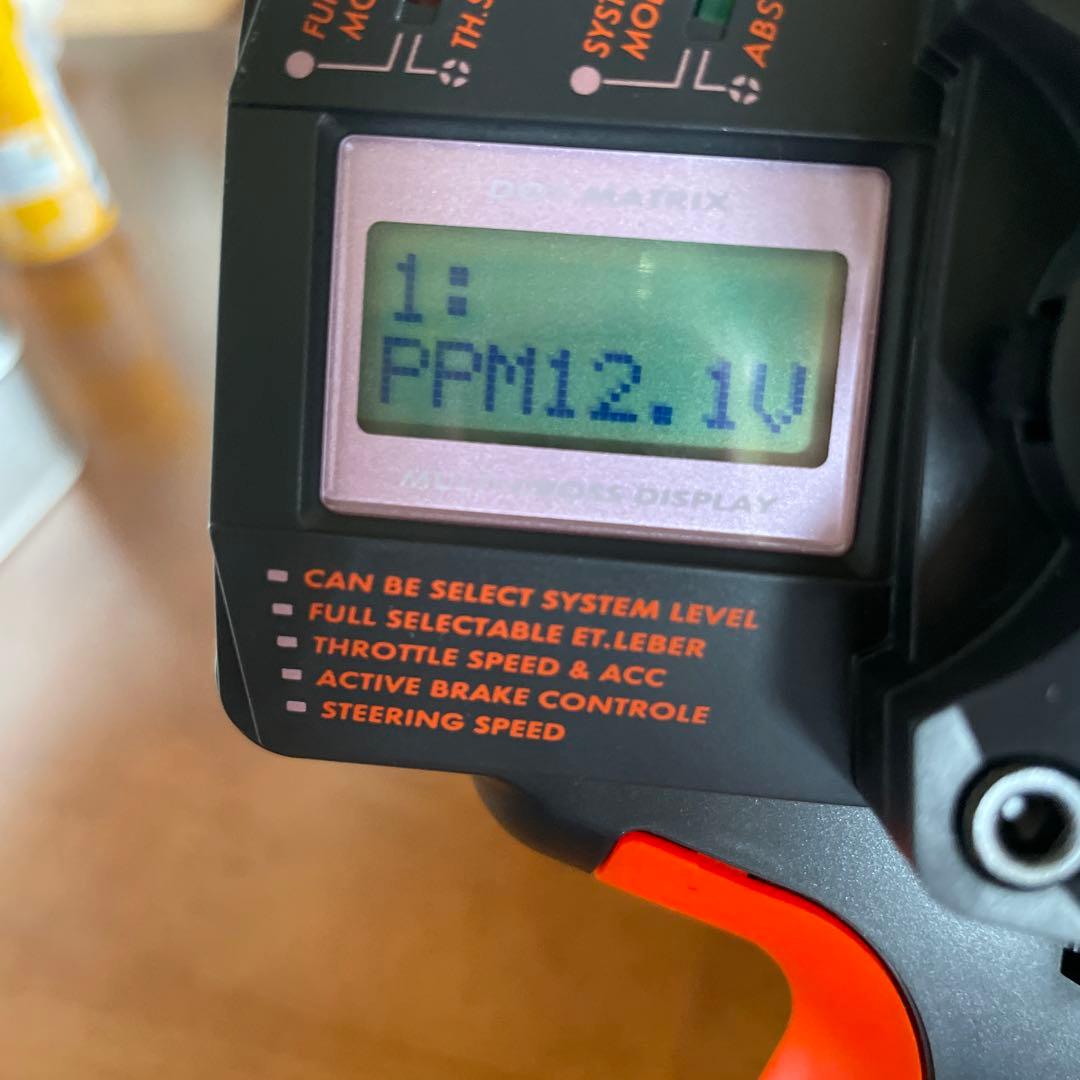 TH.S
ABS
DOT MATRIX
1:
PPM12.1V
DISPLAY
CAN BE SELECT SYSTEM LEVEL
FULL SELECTABLE ET.LEBER
THROTTLE SPEED & ACC
ACTIVE BRAKE CONTROLE
STEERING SPEED